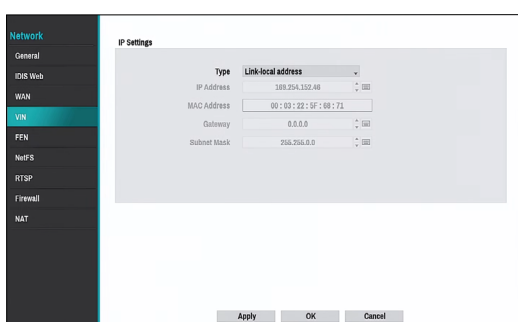 Network
General
IDIS Web
WAN
VIN
FEN
NetFS
RTSP
Firewall
NAT
IP Settings
Type Link-local address
IP Address 169.254.152.46
MAC Address 00 : 03 : 22 : 5F : 68 : 71
Gateway 0.0.0.0
Subnet Mask 255.255.0.0
Apply OK Cancel